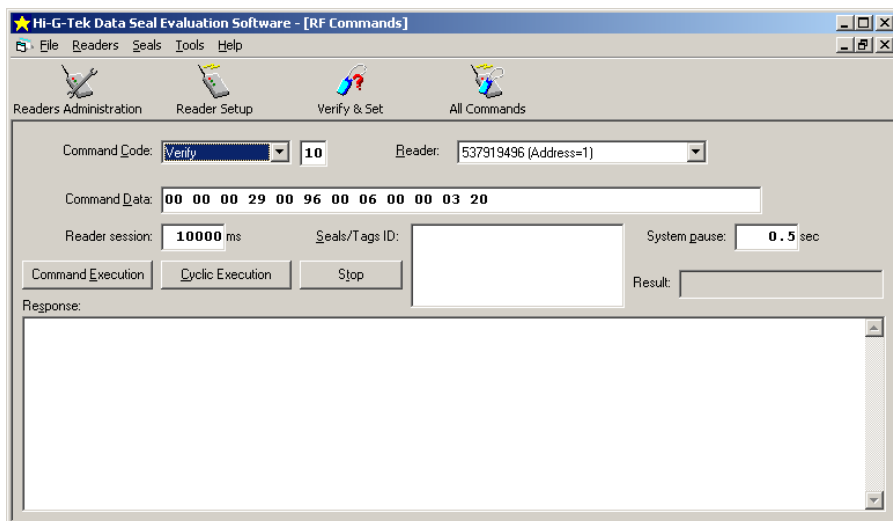 Hi-G-Tek Data Seal Evaluation Software - [RF Commands]
File Readers Seals Tools Help
Readers Administration Reader Setup Verify & Set All Commands
Command Code: Verify 10 Reader: 537919496 (Address=1)
Command Data: 00 00 00 29 00 96 00 06 00 00 03 20
Reader session: 10000 ms Seals/Tags ID: System pause: 0.5 sec
Command Execution Cyclic Execution Stop Result:
Response: